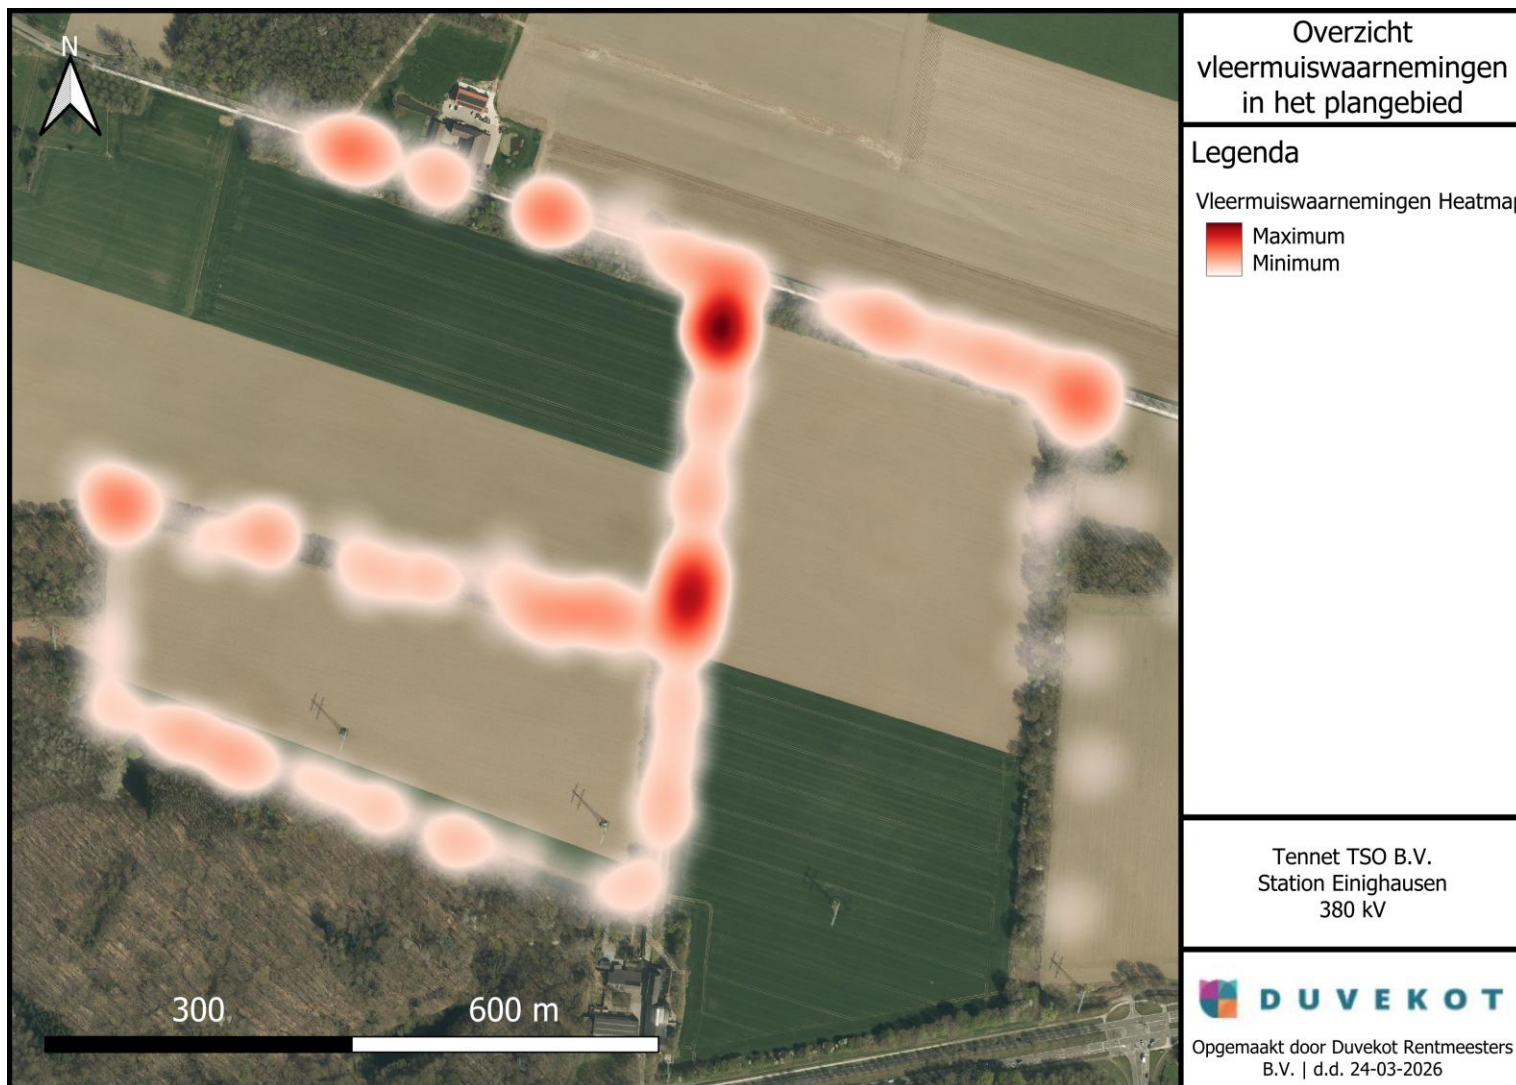 N
Overzicht
vleermuiswaarnemingen
in het plangebied
Legenda
Vleermuiswaarnemingen Heatmap
Maximum
Minimum
300
600 m
Tennet TSO B.V.
Station Einighausen
380 kV
DUVEKOT
Opgemaakt door Duvekot Rentmeesters
B.V. | d.d. 24-03-2026